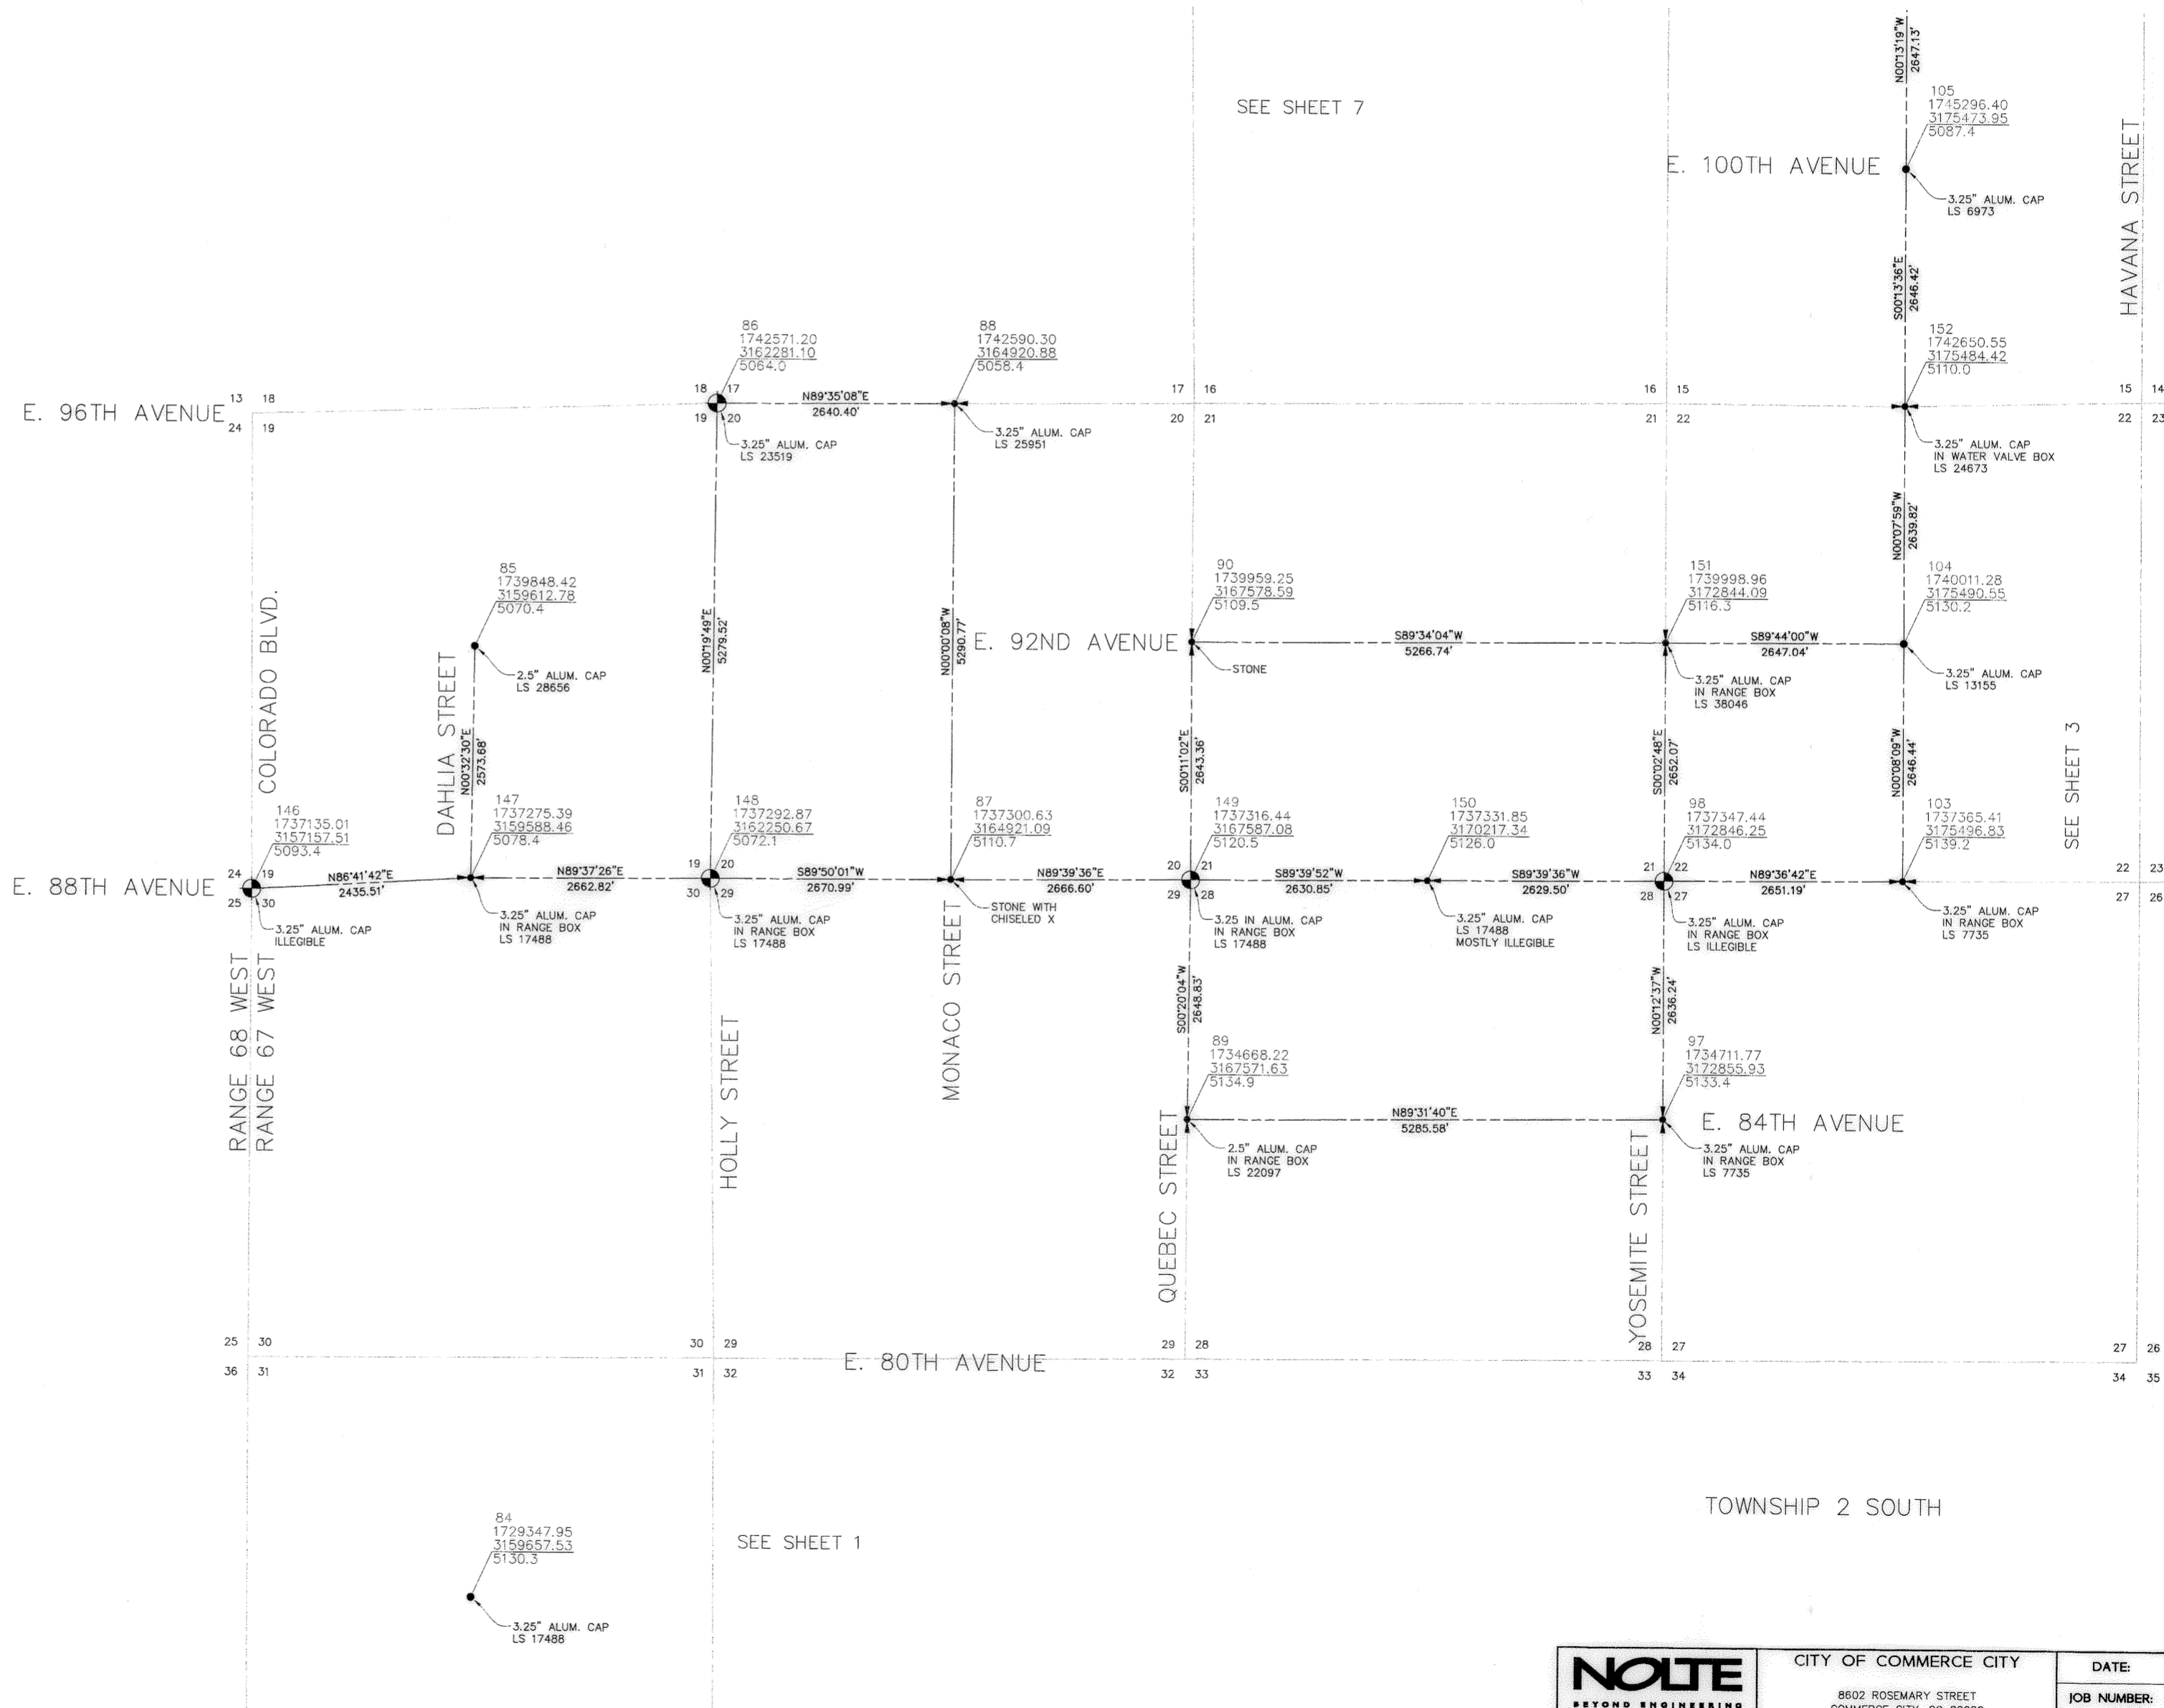 N00°13'19"W
2647.13'
SEE SHEET 7
105
1745296.40
3175473.95
5087.4
E. 100TH AVENUE
3.25" ALUM. CAP
LS 6973
HAVANA STREET
S00°13'36"E
2646.42'
86
1742571.20
3162281.10
5064.0
88
1742590.30
3164920.88
5058.4
152
1742650.55
3175484.42
5110.0
E. 96TH AVENUE
13 18
24 19
18 17
19 20
N89°35'08"E
2640.40'
17 16
20 21
16 15
21 22
15 14
22 23
3.25" ALUM. CAP
LS 23519
3.25" ALUM. CAP
LS 25951
3.25" ALUM. CAP
IN WATER VALVE BOX
LS 24673
N00°07'59"W
2639.82'
85
1739848.42
3159612.78
5070.4
2.5" ALUM. CAP
LS 28656
COLORADO BLVD.
DAHLIA STREET
N00°32'30"E
2573.68'
N00°19'49"E
5279.52'
N00°00'08"W
5290.77'
90
1739959.25
3167578.59
5109.5
151
1739998.96
3172844.09
5116.3
104
1740011.28
3175490.55
5130.2
E. 92ND AVENUE
STONE
S89°34'04"W
5266.74'
S89°44'00"W
2647.04'
3.25" ALUM. CAP
IN RANGE BOX
LS 38046
3.25" ALUM. CAP
LS 13155
S00°11'02"E
2643.36'
S00°02'48"E
2652.07'
N00°08'09"W
2646.44'
SEE SHEET 3
146
1737135.01
3157157.51
5093.4
147
1737275.39
3159588.46
5078.4
148
1737292.87
3162250.67
5072.1
87
1737300.63
3164921.09
5110.7
149
1737316.44
3167587.08
5120.5
150
1737331.85
3170217.34
5126.0
98
1737347.44
3172846.25
5134.0
103
1737365.41
3175496.83
5139.2
E. 88TH AVENUE
24 19
25 30
N86°41'42"E
2435.51'
N89°37'26"E
2662.82'
19 20
30 29
S89°50'01"W
2670.99'
N89°39'36"E
2666.60'
20 21
29 28
S89°39'52"W
2630.85'
S89°39'36"W
2629.50'
21 22
28 27
N89°36'42"E
2651.19'
22 23
27 26
3.25" ALUM. CAP
ILLEGIBLE
3.25" ALUM. CAP
IN RANGE BOX
LS 17488
3.25" ALUM. CAP
IN RANGE BOX
LS 17488
STONE WITH
CHISELED X
3.25 IN ALUM. CAP
IN RANGE BOX
LS 17488
3.25" ALUM. CAP
LS 17488
MOSTLY ILLEGIBLE
3.25" ALUM. CAP
IN RANGE BOX
LS ILLEGIBLE
3.25" ALUM. CAP
IN RANGE BOX
LS 7735
RANGE 68 WEST
RANGE 67 WEST
HOLLY STREET
MONACO STREET
S00°20'04"W
2648.83'
N00°12'37"W
2636.24'
89
1734668.22
3167571.63
5134.9
97
1734711.77
3172855.93
5133.4
N89°31'40"E
5285.58'
E. 84TH AVENUE
2.5" ALUM. CAP
IN RANGE BOX
LS 22097
3.25" ALUM. CAP
IN RANGE BOX
LS 7735
QUEBEC STREET
YOSEMITE STREET
25 30
36 31
30 29
31 32
E. 80TH AVENUE
29 28
32 33
28 27
33 34
27 26
34 35
TOWNSHIP 2 SOUTH
84
1729347.95
3159657.53
5130.3
3.25" ALUM. CAP
LS 17488
SEE SHEET 1
NOLTE
BEYOND ENGINEERING
CITY OF COMMERCE CITY
8602 ROSEMARY STREET
DATE:
JOB NUMBER: